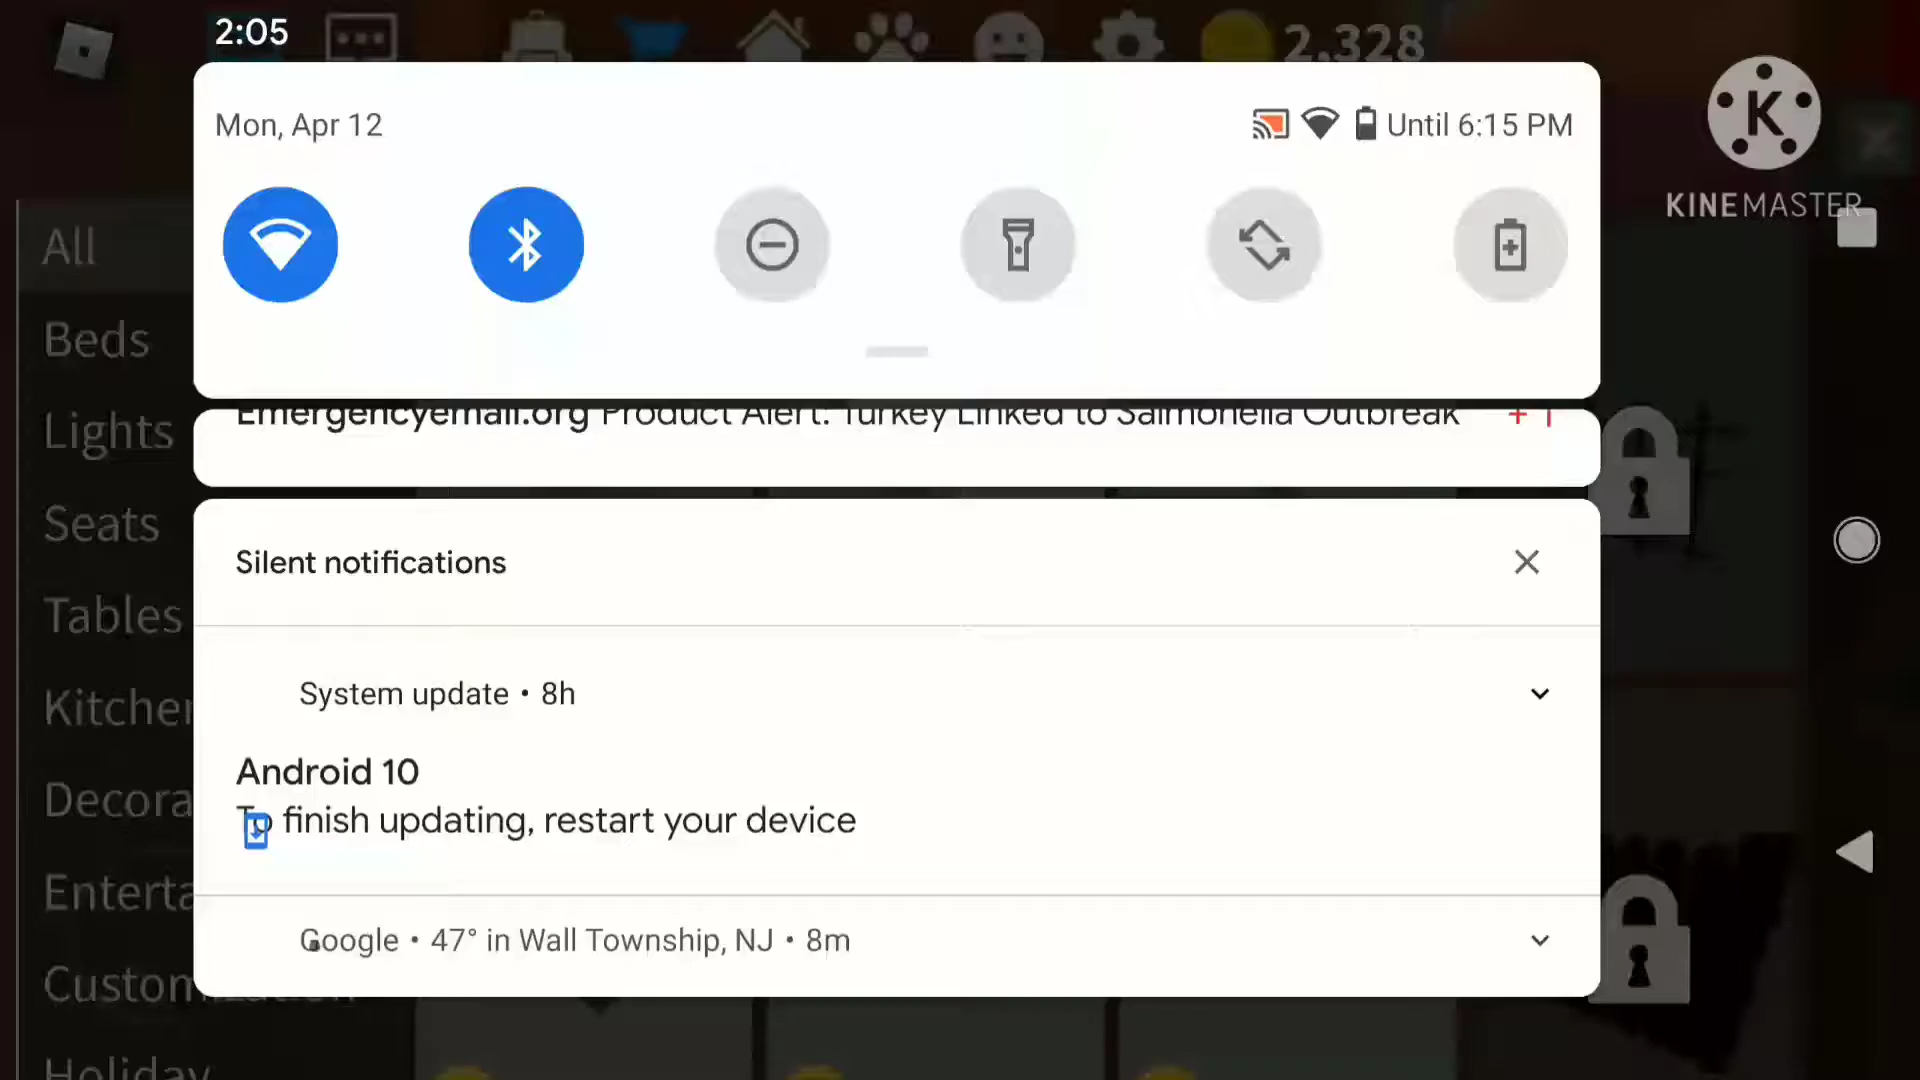 2:05
2,328
Mon, Apr 12
Until 6:15 PM
KINEMASTER
All
Beds
Lights
Seats
Tables
Kitchen
Decora
Enterta
Customization
Holiday
Emergencyemail.org Product Alert: Turkey Linked to Salmonella Outbreak
Silent notifications
System update • 8h
Android 10
To finish updating, restart your device
Google • 47° in Wall Township, NJ • 8m